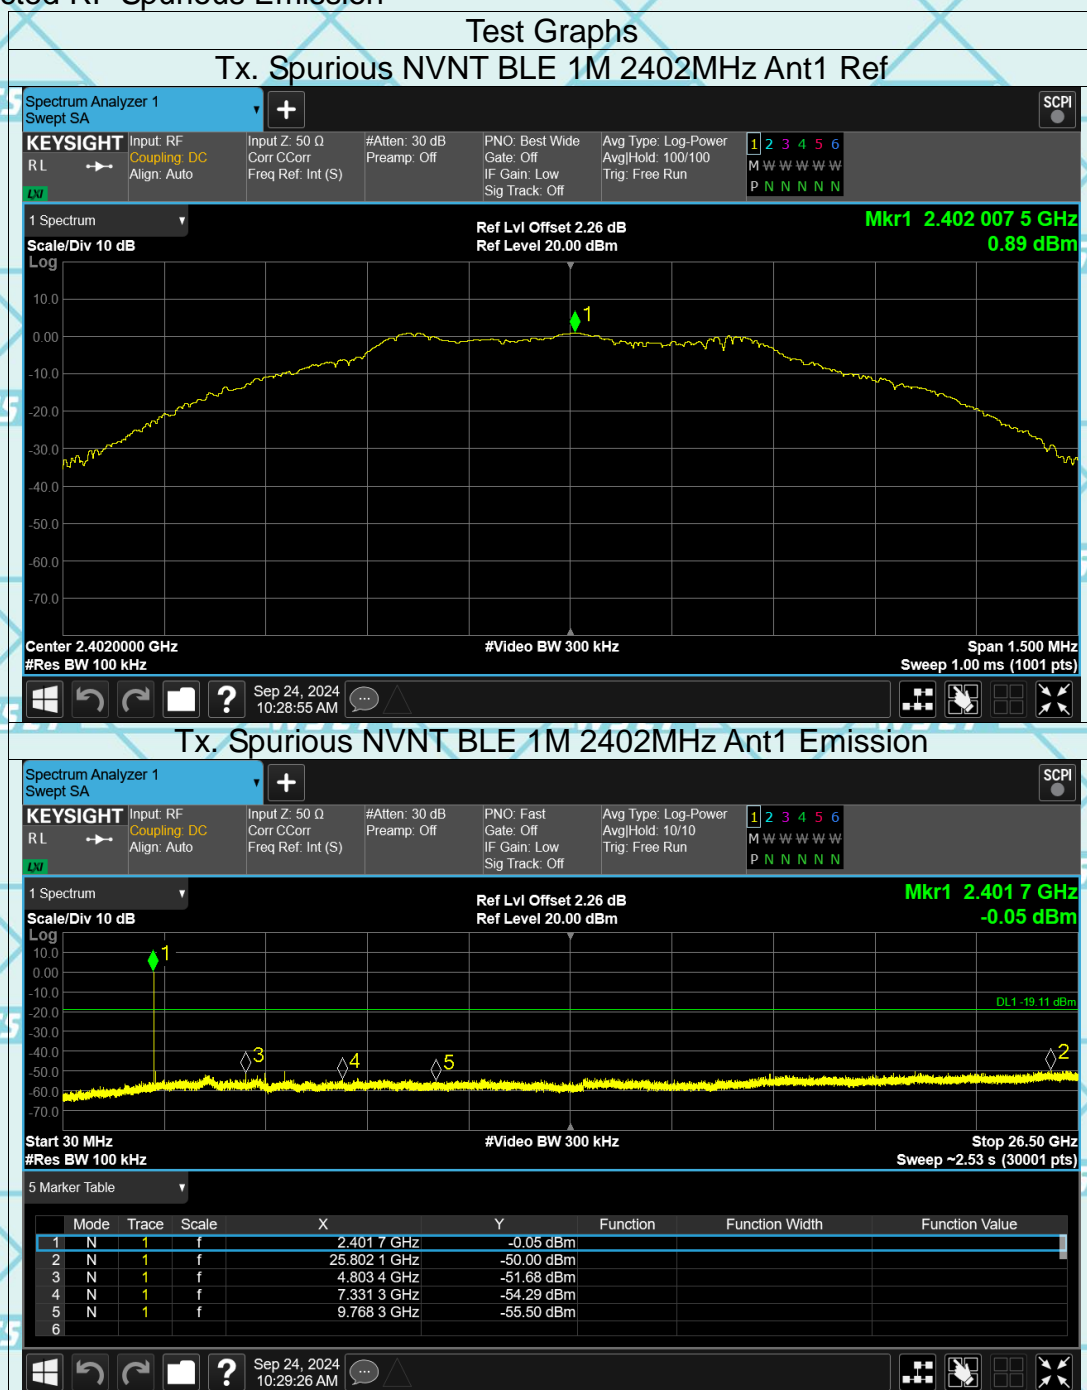 Test Graphs
Tx. Spurious NVNT BLE 1M 2402MHz Ant1 Ref
Spectrum Analyzer 1
Swept SA
SCPI
KEYSIGHT
RL
LXI
Input: RF
Coupling: DC
Align: Auto
Input Z: 50 Ω
Corr CCorr
Freq Ref: Int (S)
#Atten: 30 dB
Preamp: Off
PNO: Best Wide
Gate: Off
IF Gain: Low
Sig Track: Off
Avg Type: Log-Power
Avg|Hold: 100/100
Trig: Free Run
1 2 3 4 5 6
M W W W W W
P N N N N N
1 Spectrum
Scale/Div 10 dB
Ref Lvl Offset 2.26 dB
Ref Level 20.00 dBm
Mkr1 2.402 007 5 GHz
0.89 dBm
Log
10.0
0.00
-10.0
-20.0
-30.0
-40.0
-50.0
-60.0
-70.0
1
Center 2.4020000 GHz
#Res BW 100 kHz
#Video BW 300 kHz
Span 1.500 MHz
Sweep 1.00 ms (1001 pts)
Sep 24, 2024
10:28:55 AM
Tx. Spurious NVNT BLE 1M 2402MHz Ant1 Emission
Spectrum Analyzer 1
Swept SA
SCPI
KEYSIGHT
RL
LXI
Input: RF
Coupling: DC
Align: Auto
Input Z: 50 Ω
Corr CCorr
Freq Ref: Int (S)
#Atten: 30 dB
Preamp: Off
PNO: Fast
Gate: Off
IF Gain: Low
Sig Track: Off
Avg Type: Log-Power
Avg|Hold: 10/10
Trig: Free Run
1 2 3 4 5 6
M W W W W W
P N N N N N
1 Spectrum
Scale/Div 10 dB
Ref Lvl Offset 2.26 dB
Ref Level 20.00 dBm
Mkr1 2.401 7 GHz
-0.05 dBm
Log
10.0
0.00
-10.0
-20.0
-30.0
-40.0
-50.0
-60.0
-70.0
1
DL1 -19.11 dBm
3
4
5
2
Start 30 MHz
#Res BW 100 kHz
#Video BW 300 kHz
Stop 26.50 GHz
Sweep ~2.53 s (30001 pts)
5 Marker Table
Mode Trace Scale X Y Function Function Width Function Value
1 N 1 f 2.401 7 GHz -0.05 dBm
2 N 1 f 25.802 1 GHz -50.00 dBm
3 N 1 f 4.803 4 GHz -51.68 dBm
4 N 1 f 7.331 3 GHz -54.29 dBm
5 N 1 f 9.768 3 GHz -55.50 dBm
6
Sep 24, 2024
10:29:26 AM